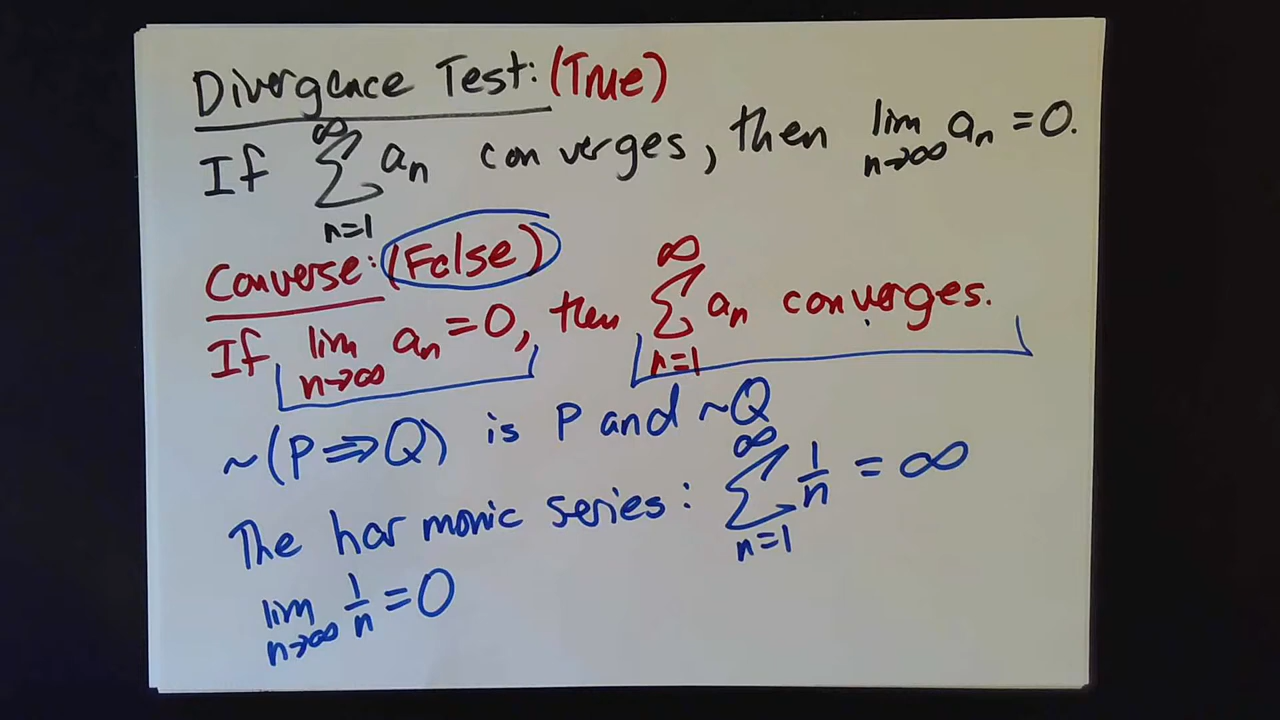 Divergence Test: (True)
If ∑_{n=1}^{∞} a_n converges, then lim_{n→∞} a_n = 0.
Converse: (False)
If lim_{n→∞} a_n = 0, then ∑_{n=1}^{∞} a_n converges.
~(P⇒Q) is P and ~Q
The harmonic series: ∑_{n=1}^{∞} 1/n = ∞
lim_{n→∞} 1/n = 0